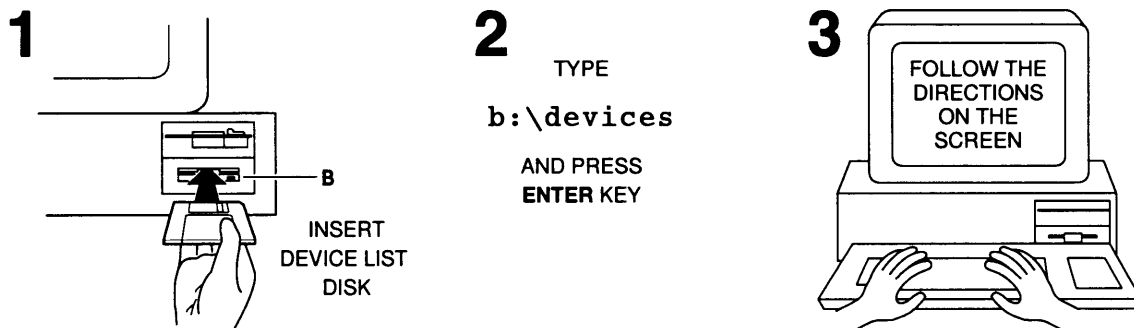 1
B
INSERT
DEVICE LIST
DISK
2
TYPE
b:\devices
AND PRESS
ENTER KEY
3
FOLLOW THE
DIRECTIONS
ON THE
SCREEN